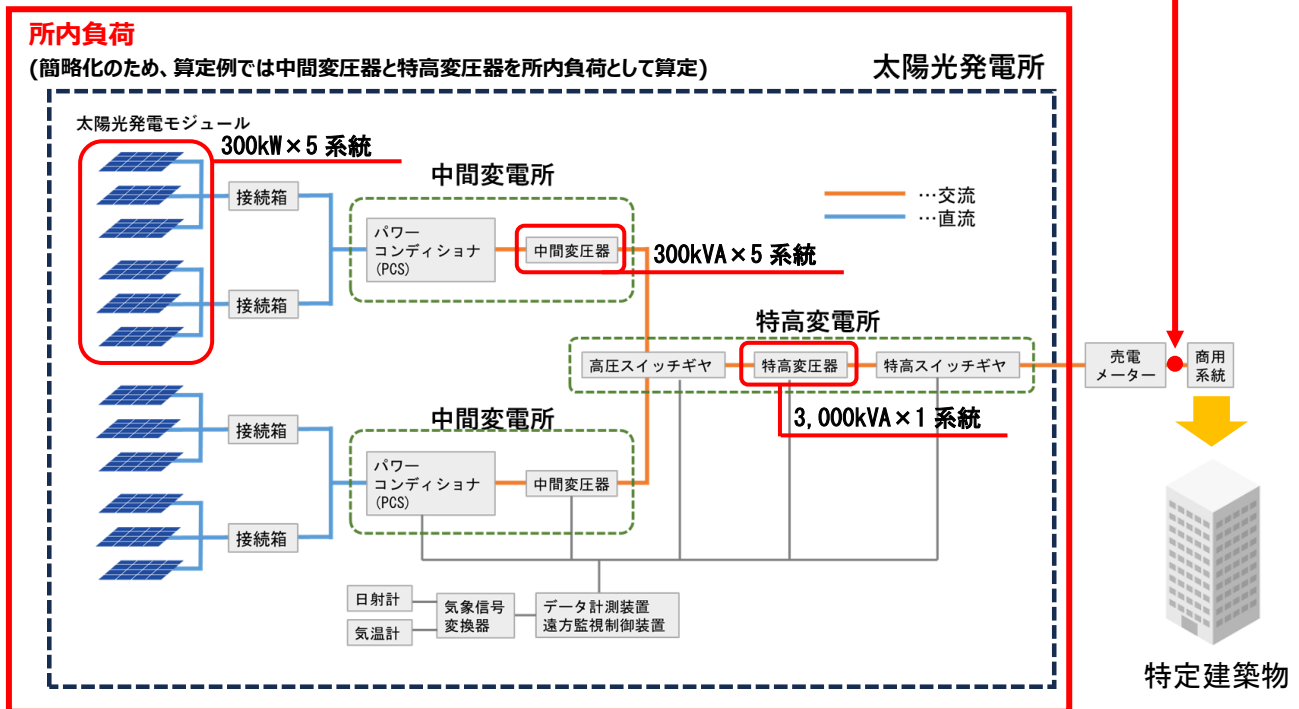 所内負荷
(簡略化のため、算定例では中間変圧器と特高変圧器を所内負荷として算定)
太陽光発電所
太陽光発電モジュール
300kW×5 系統
接続箱
接続箱
中間変電所
パワー
コンディショナ
(PCS)
中間変圧器
300kVA×5 系統
…交流
…直流
特高変電所
高圧スイッチギヤ
特高変圧器
特高スイッチギヤ
3,000kVA×1 系統
売電
メーター
商用
系統
接続箱
接続箱
中間変電所
パワー
コンディショナ
(PCS)
中間変圧器
日射計
気温計
気象信号
変換器
データ計測装置
遠方監視制御装置
特定建築物